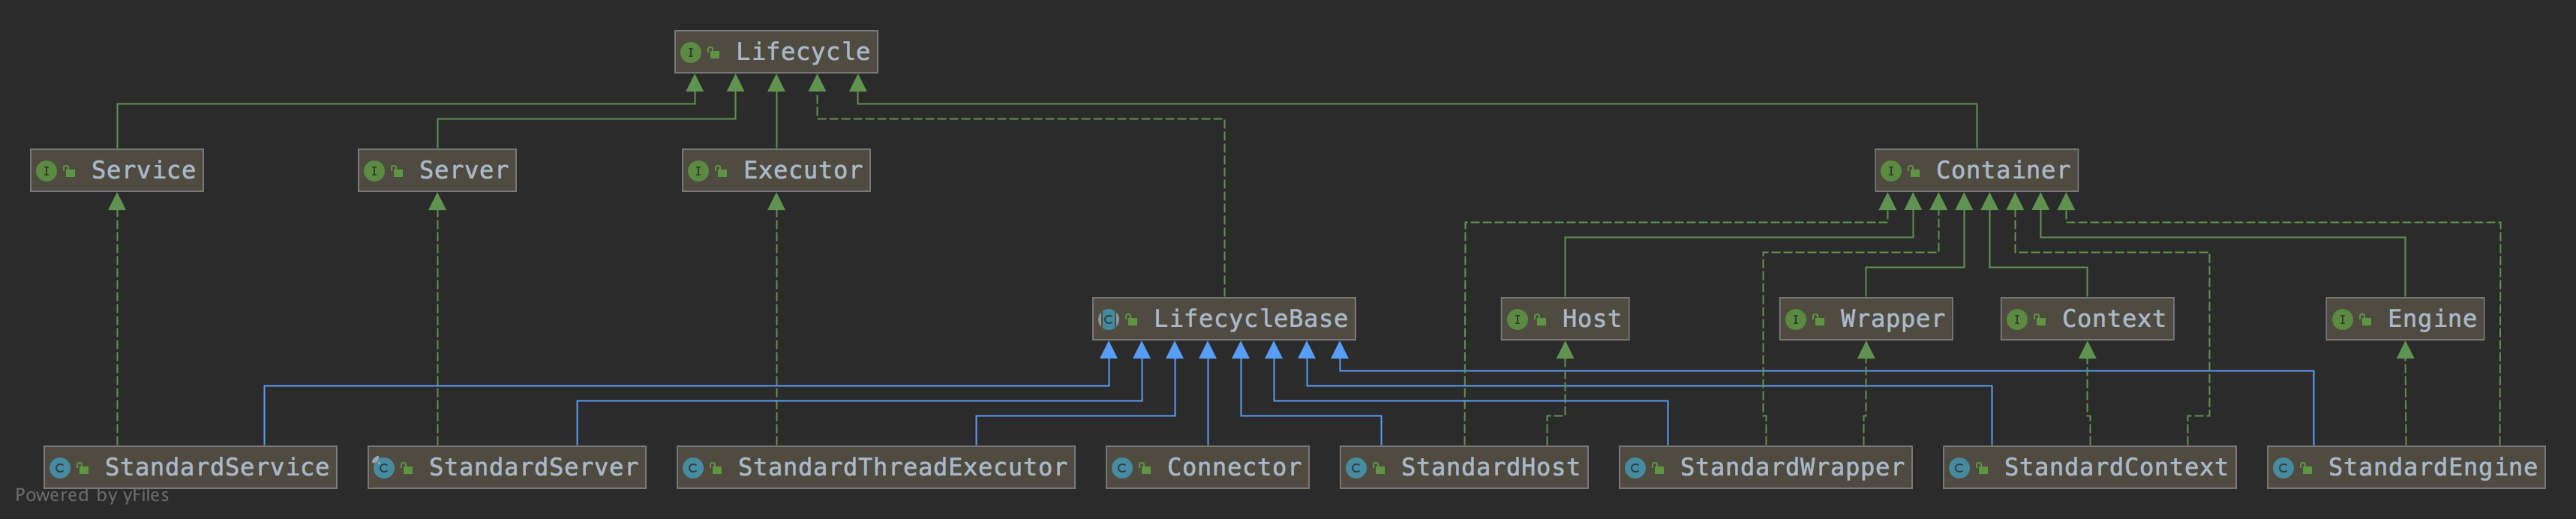 Lifecycle
Service
Server
Executor
Container
LifecycleBase
Host
Wrapper
Context
Engine
StandardService
StandardServer
StandardThreadExecutor
Connector
StandardHost
StandardWrapper
StandardContext
StandardEngine
Powered by yFiles